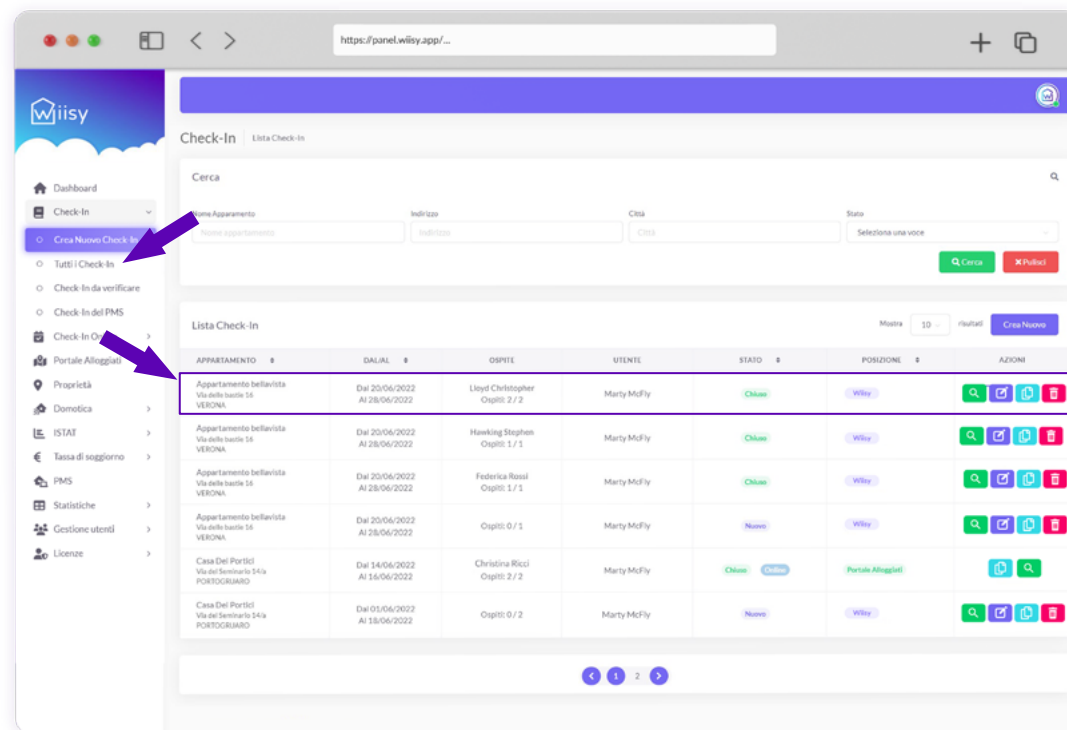 https://panel.wiisy.app/...
Wiisy
Check-In
Lista Check-In
Dashboard
Check-In
Crea Nuovo Check-In
Tutti i Check-In
Check-In da verificare
Check-In del PMS
Check-In
Portale Alloggiati
Proprietà
Domotica
ISTAT
Tassa di soggiorno
PMS
Statistiche
Gestione utenti
Licenze
Cerca
Nome Apparamento
Indirizzo
Città
Stato
Nome appartamento
Indirizzo
Città
Seleziona una voce
Cerca
Pulisci
Lista Check-In
Mostra 10 risultati
Crea Nuovo
APPARTAMENTO DAL/AL OSPITE UTENTE STATO POSIZIONE AZIONI
Appartamento bellavista
Via delle bastie 16
VERONA
Dal 20/06/2022
Al 28/06/2022
Lloyd Christopher
Ospiti: 2 / 2
Marty McFly
Chiuso
Wiisy
Appartamento bellavista
Via delle bastie 16
VERONA
Dal 20/06/2022
Al 28/06/2022
Hawking Stephen
Ospiti: 1 / 1
Marty McFly
Chiuso
Wiisy
Appartamento bellavista
Via delle bastie 16
VERONA
Dal 20/06/2022
Al 28/06/2022
Federica Rossi
Ospiti: 1 / 1
Marty McFly
Chiuso
Wiisy
Appartamento bellavista
Via delle bastie 16
VERONA
Dal 20/06/2022
Al 28/06/2022
Ospiti: 0 / 1
Marty McFly
Nuovo
Wiisy
Casa Dei Portici
Via del Seminario 14/a
PORTOGRUARO
Dal 14/06/2022
Al 16/06/2022
Christina Ricci
Ospiti: 2 / 2
Marty McFly
Chiuso
Online
Portale Alloggiati
Casa Dei Portici
Via del Seminario 14/a
PORTOGRUARO
Dal 01/06/2022
Al 18/06/2022
Ospiti: 0 / 2
Marty McFly
Nuovo
Wiisy
1 2